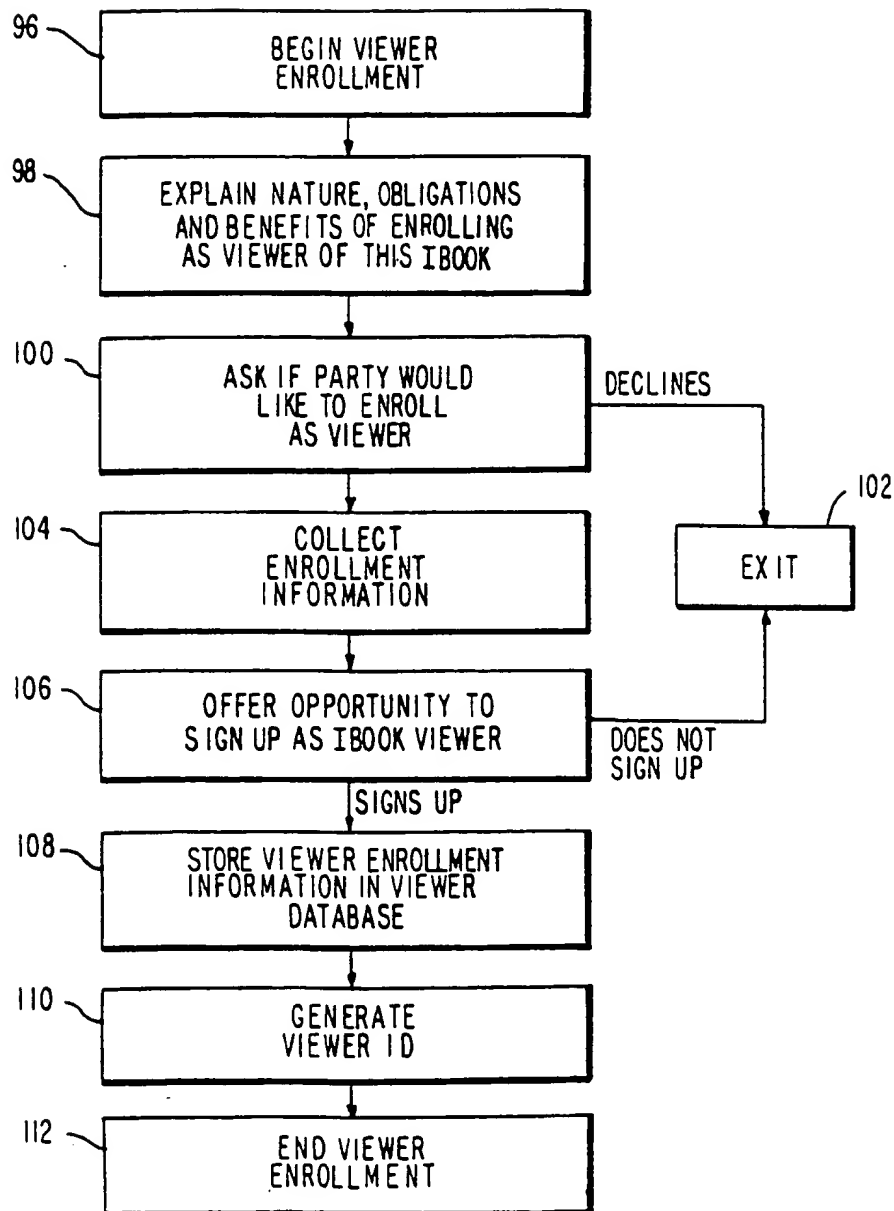 96
BEGIN VIEWER
ENROLLMENT
98
EXPLAIN NATURE, OBLIGATIONS
AND BENEFITS OF ENROLLING
AS VIEWER OF THIS IBOOK
100
ASK IF PARTY WOULD
LIKE TO ENROLL
AS VIEWER
DECLINES
102
EXIT
104
COLLECT
ENROLLMENT
INFORMATION
106
OFFER OPPORTUNITY TO
SIGN UP AS IBOOK VIEWER
DOES NOT
SIGN UP
SIGNS UP
108
STORE VIEWER ENROLLMENT
INFORMATION IN VIEWER
DATABASE
110
GENERATE
VIEWER ID
112
END VIEWER
ENROLLMENT